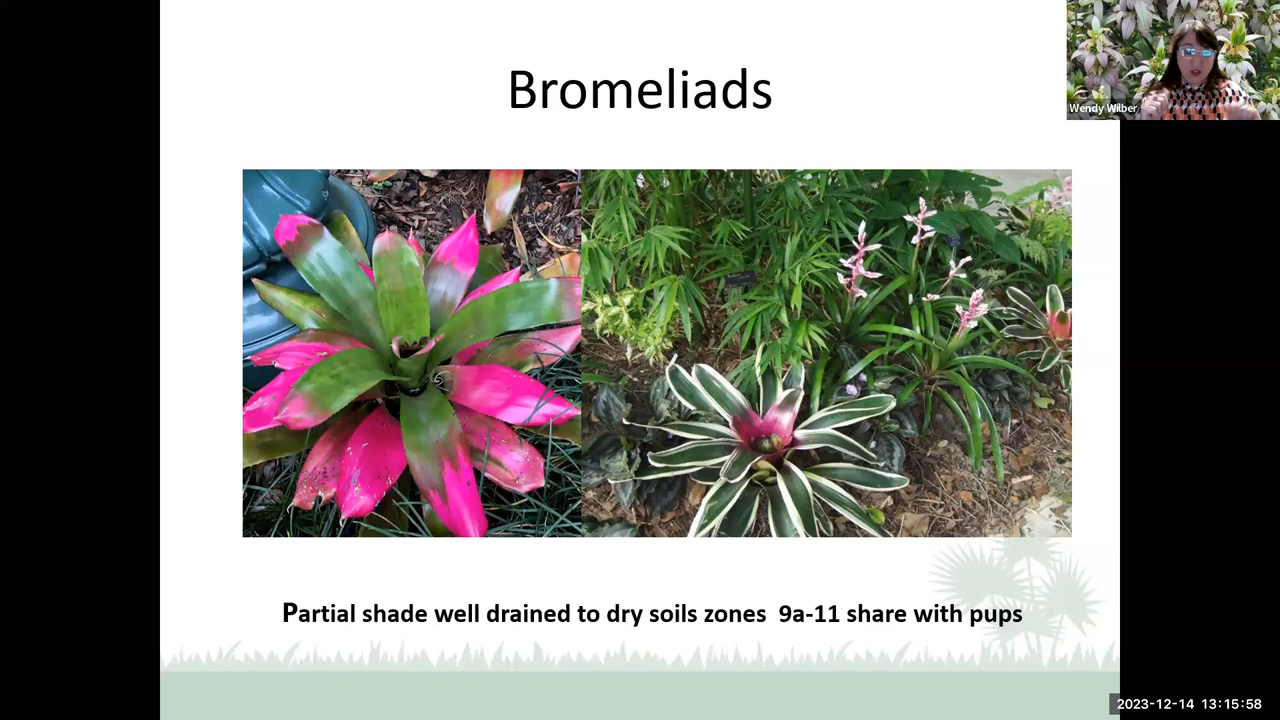 Bromeliads
Wendy Wilber
Partial shade well drained to dry soils zones  9a-11 share with pups
2023-12-14 13:15:58